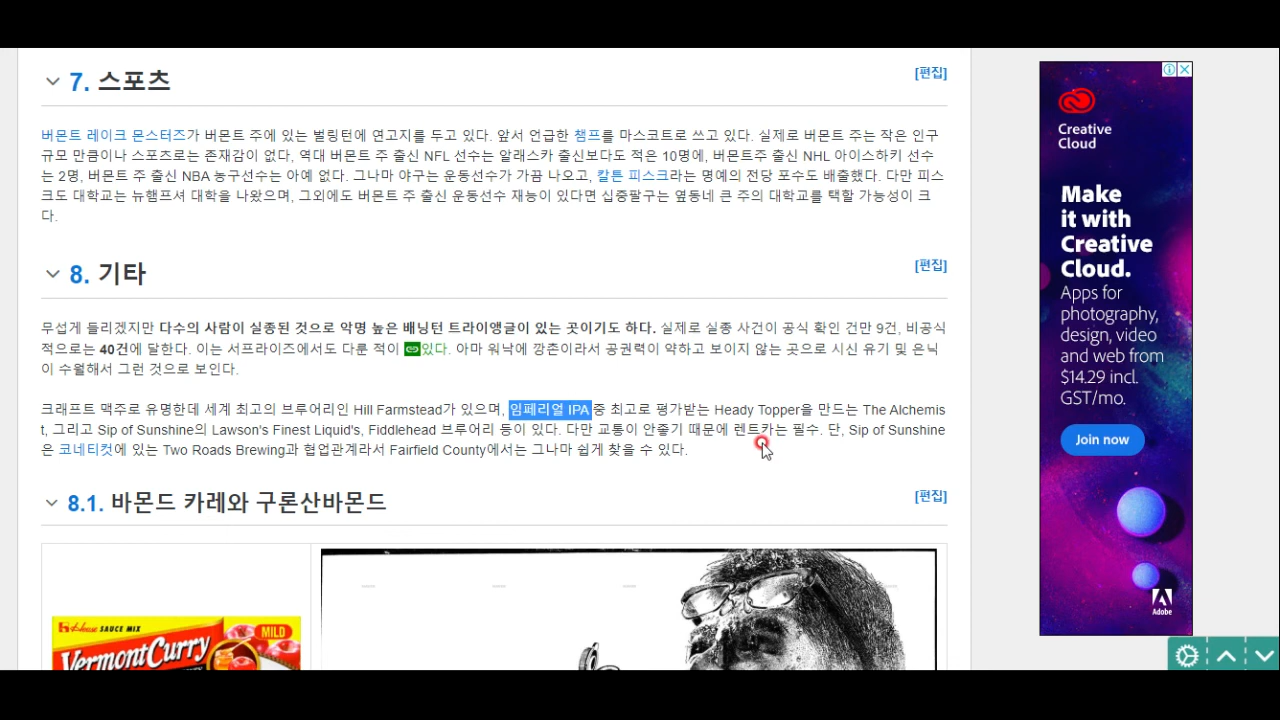 7. 스포츠
[편집]
버몬트 레이크 몬스터즈가 버몬트 주에 있는 벌링턴에 연고지를 두고 있다. 앞서 언급한 챔프를 마스코트로 쓰고 있다. 실제로 버몬트 주는 작은 인구
규모 만큼이나 스포츠로는 존재감이 없다, 역대 버몬트 주 출신 NFL 선수는 알래스카 출신보다도 적은 10명에, 버몬트주 출신 NHL 아이스하키 선수
는 2명, 버몬트 주 출신 NBA 농구선수는 아예 없다. 그나마 야구는 운동선수가 가끔 나오고, 칼튼 피스크라는 명예의 전당 포수도 배출했다. 다만 피스
크도 대학교는 뉴햄프셔 대학을 나왔으며, 그외에도 버몬트 주 출신 운동선수 재능이 있다면 십중팔구는 옆동네 큰 주의 대학교를 택할 가능성이 크
다.
8. 기타
[편집]
무섭게 들리겠지만 다수의 사람이 실종된 것으로 악명 높은 배닝턴 트라이앵글이 있는 곳이기도 하다. 실제로 실종 사건이 공식 확인 건만 9건, 비공식
적으로는 40건에 달한다. 이는 서프라이즈에서도 다룬 적이 있다. 아마 워낙에 깡촌이라서 공권력이 약하고 보이지 않는 곳으로 시신 유기 및 은닉
이 수월해서 그런 것으로 보인다.
크래프트 맥주로 유명한데 세계 최고의 브루어리인 Hill Farmstead가 있으며, 임페리얼 IPA중 최고로 평가받는 Heady Topper을 만드는 The Alchemis
t, 그리고 Sip of Sunshine의 Lawson's Finest Liquid's, Fiddlehead 브루어리 등이 있다. 다만 교통이 안좋기 때문에 렌트카는 필수. 단, Sip of Sunshine
은 코네티컷에 있는 Two Roads Brewing과 협업관계라서 Fairfield County에서는 그나마 쉽게 찾을 수 있다.
8.1. 바몬드 카레와 구론산바몬드
[편집]
House SAUCE MIX
MILD
Vermont Curry
Creative
Cloud
Make
it with
Creative
Cloud.
Apps for
photography,
design, video
and web from
$14.29 incl.
GST/mo.
Join now
Adobe